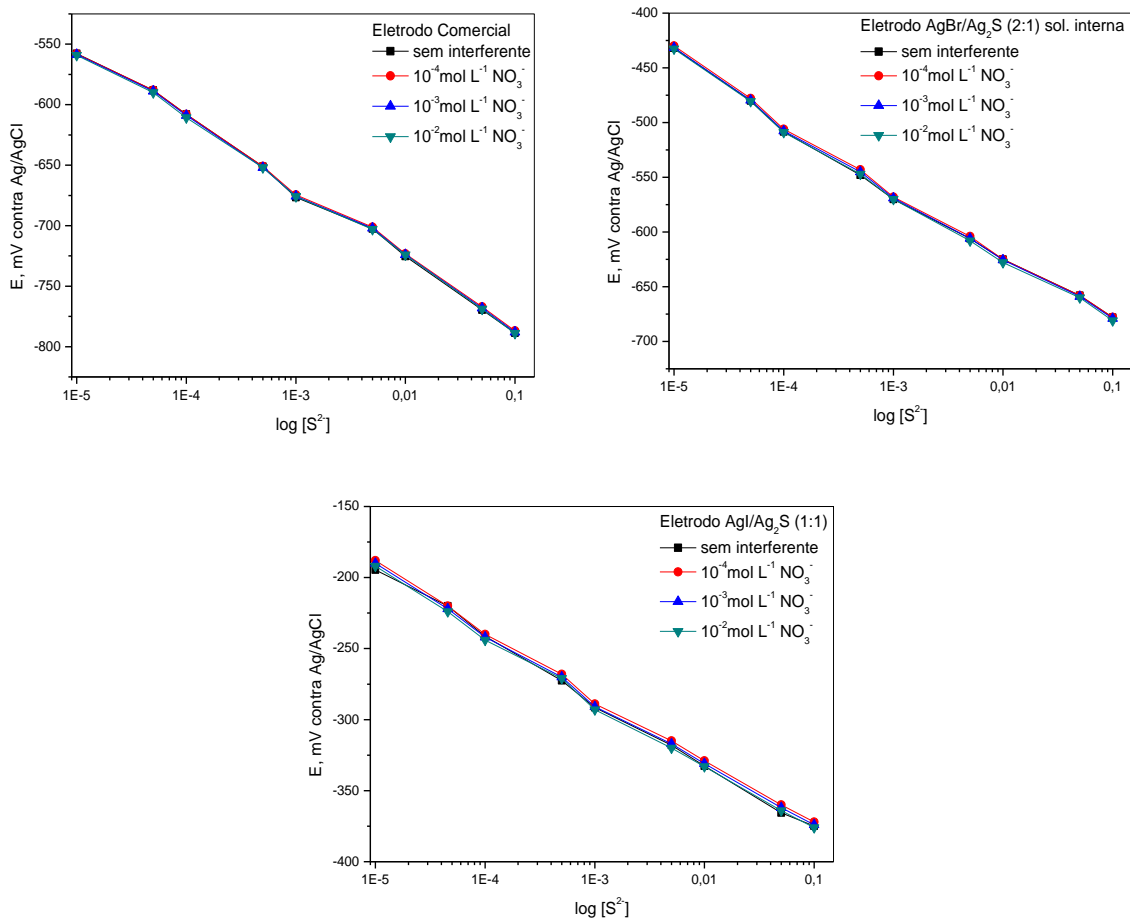 Eletrodo Comercial
sem interferente
10⁻⁴mol L⁻¹ NO₃⁻
10⁻³mol L⁻¹ NO₃⁻
10⁻²mol L⁻¹ NO₃⁻
-550
-600
-650
-700
-750
-800
E, mV contra Ag/AgCl
1E-5
1E-4
1E-3
0,01
0,1
log [S²⁻]
Eletrodo AgBr/Ag₂S (2:1) sol. interna
sem interferente
10⁻⁴mol L⁻¹ NO₃⁻
10⁻³mol L⁻¹ NO₃⁻
10⁻²mol L⁻¹ NO₃⁻
-400
-450
-500
-550
-600
-650
-700
E, mV contra Ag/AgCl
1E-5
1E-4
1E-3
0,01
0,1
log [S²⁻]
Eletrodo AgI/Ag₂S (1:1)
sem interferente
10⁻⁴mol L⁻¹ NO₃⁻
10⁻³mol L⁻¹ NO₃⁻
10⁻²mol L⁻¹ NO₃⁻
-150
-200
-250
-300
-350
-400
E, mV contra Ag/AgCl
1E-5
1E-4
1E-3
0,01
0,1
log [S²⁻]